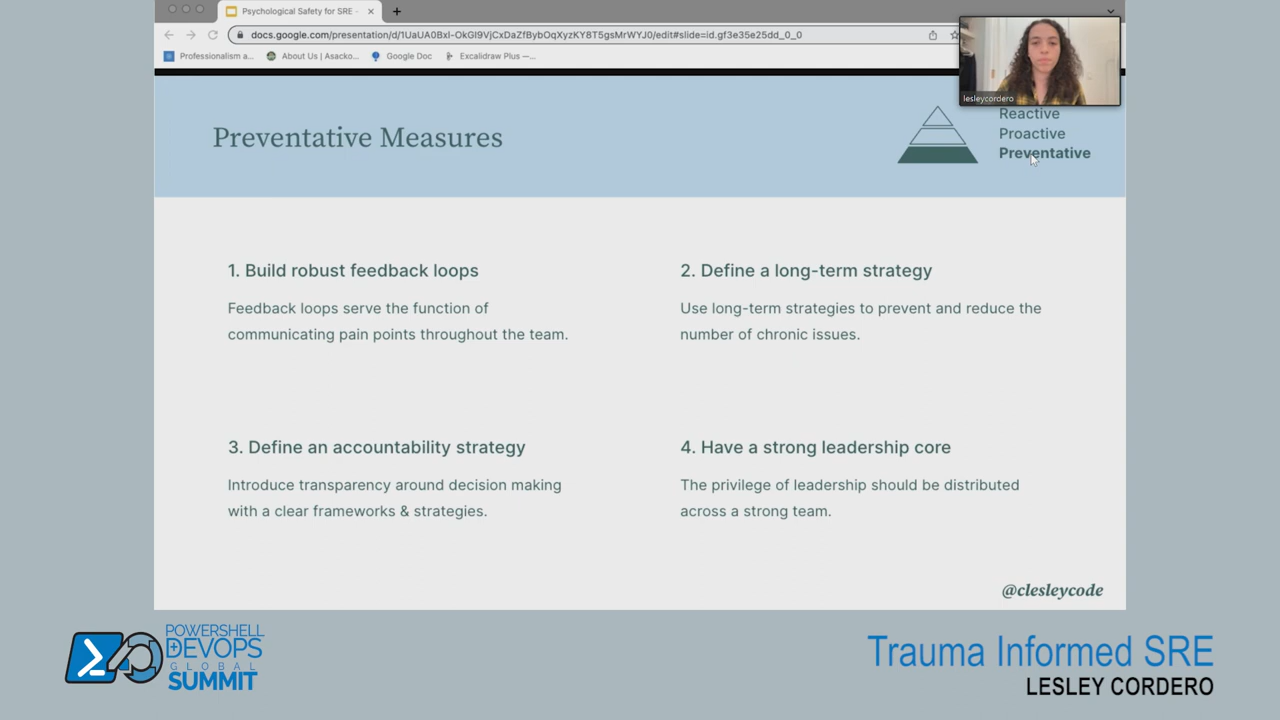 Psychological Safety for SRE -
docs.google.com/presentation/d/1UaUA0Bxl-OkGI9VjCxDaZfBybOqXyzKY8T5gsMrWYJ0/edit#slide=id.gf3e35e25dd_0_0
Professionalism a...
About Us | Asacko...
Google Doc
Excalidraw Plus —...
lesleycordero
Preventative Measures
Reactive
Proactive
Preventative
1. Build robust feedback loops
Feedback loops serve the function of
communicating pain points throughout the team.
2. Define a long-term strategy
Use long-term strategies to prevent and reduce the
number of chronic issues.
3. Define an accountability strategy
Introduce transparency around decision making
with a clear frameworks & strategies.
4. Have a strong leadership core
The privilege of leadership should be distributed
across a strong team.
@clesleycode
POWERSHELL
DEVOPS
GLOBAL
SUMMIT
Trauma Informed SRE
LESLEY CORDERO